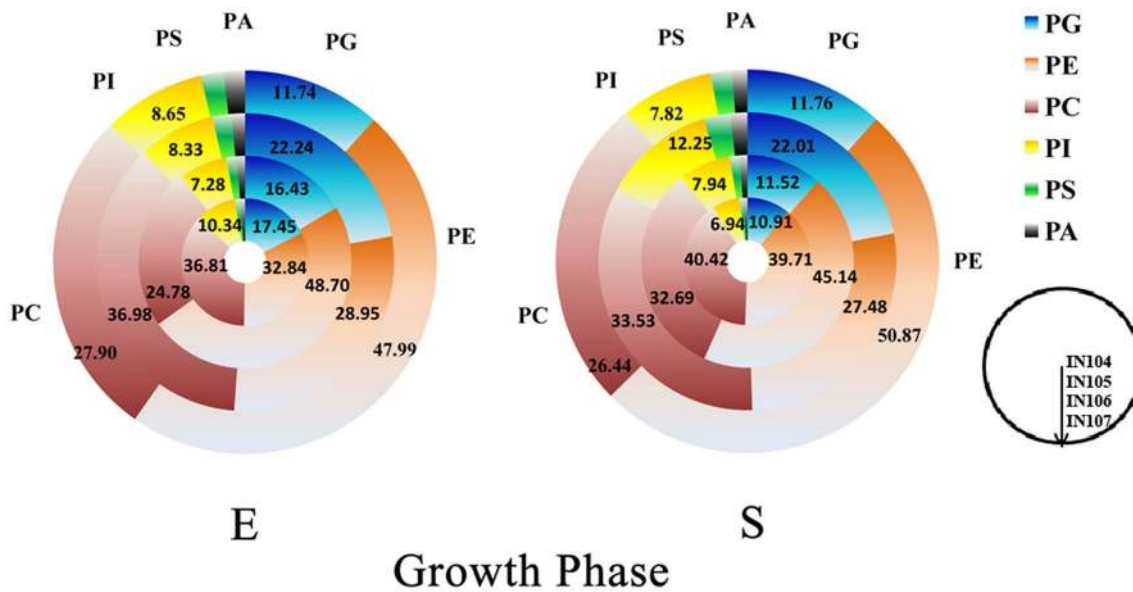 PA
PS
PG
PI
11.74
8.65
22.24
8.33
16.43
7.28
17.45
10.34
PE
36.81
32.84
24.78
48.70
36.98
28.95
PC
27.90
47.99
E
PA
PS
PG
PI
11.76
7.82
22.01
12.25
11.52
7.94
10.91
6.94
PE
40.42
39.71
32.69
45.14
33.53
27.48
PC
26.44
50.87
S
Growth Phase
PG
PE
PC
PI
PS
PA
IN104
IN105
IN106
IN107